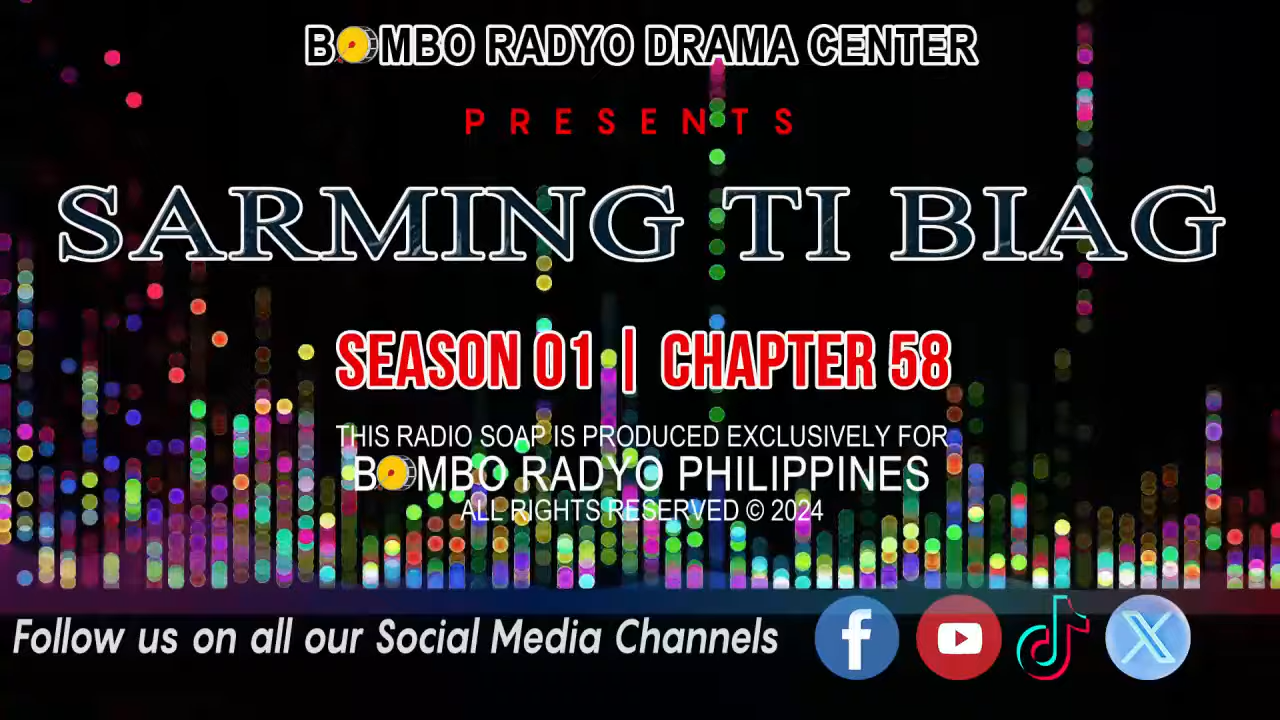 BOMBO RADYO DRAMA CENTER
PRESENTS
SARMING TI BIAG
SEASON 01 | CHAPTER 58
THIS RADIO SOAP IS PRODUCED EXCLUSIVELY FOR
BOMBO RADYO PHILIPPINES
ALL RIGHTS RESERVED © 2024
Follow us on all our Social Media Channels